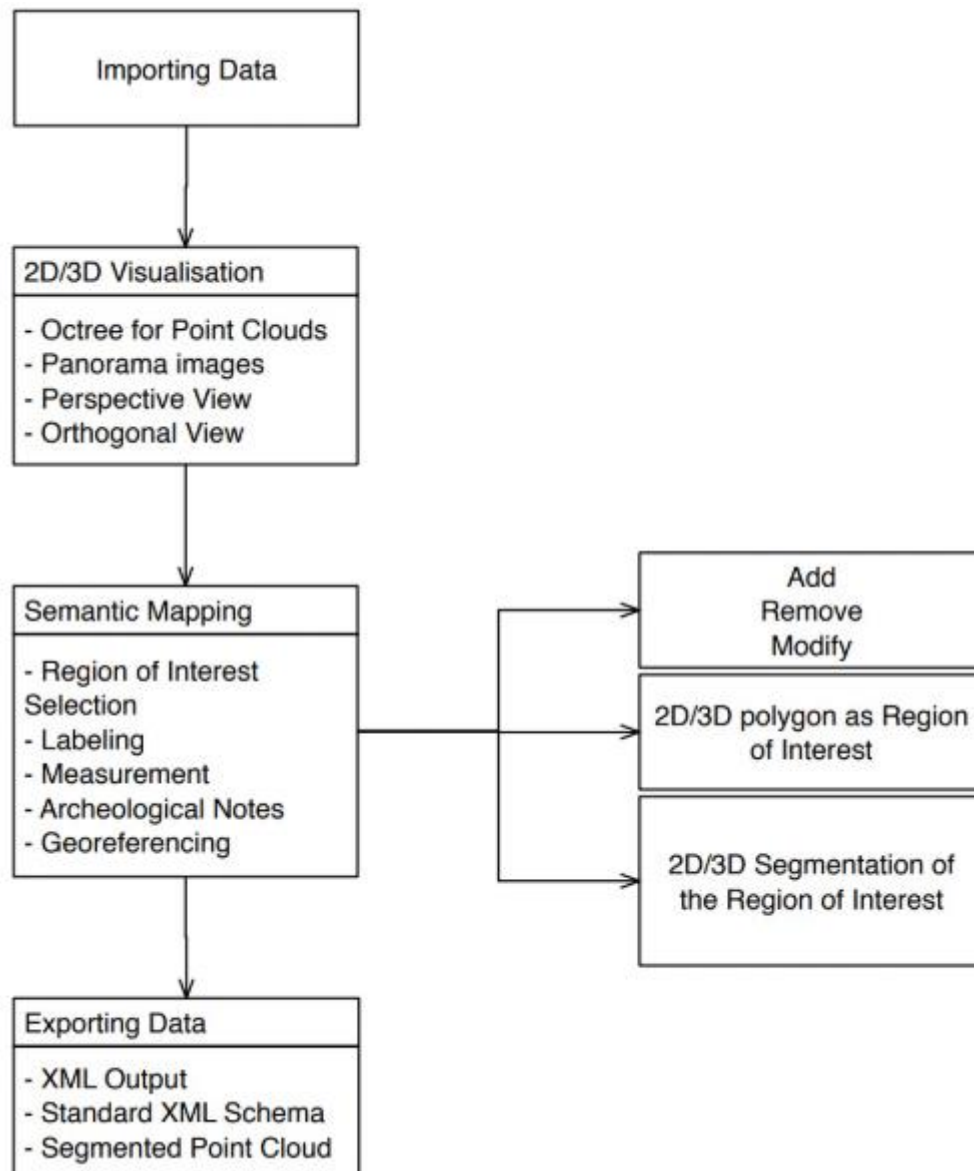 Importing Data
2D/3D Visualisation
- Octree for Point Clouds
- Panorama images
- Perspective View
- Orthogonal View
Semantic Mapping
- Region of Interest
Selection
- Labeling
- Measurement
- Archeological Notes
- Georeferencing
Add
Remove
Modify
2D/3D polygon as Region
of Interest
2D/3D Segmentation of
the Region of Interest
Exporting Data
- XML Output
- Standard XML Schema
- Segmented Point Cloud